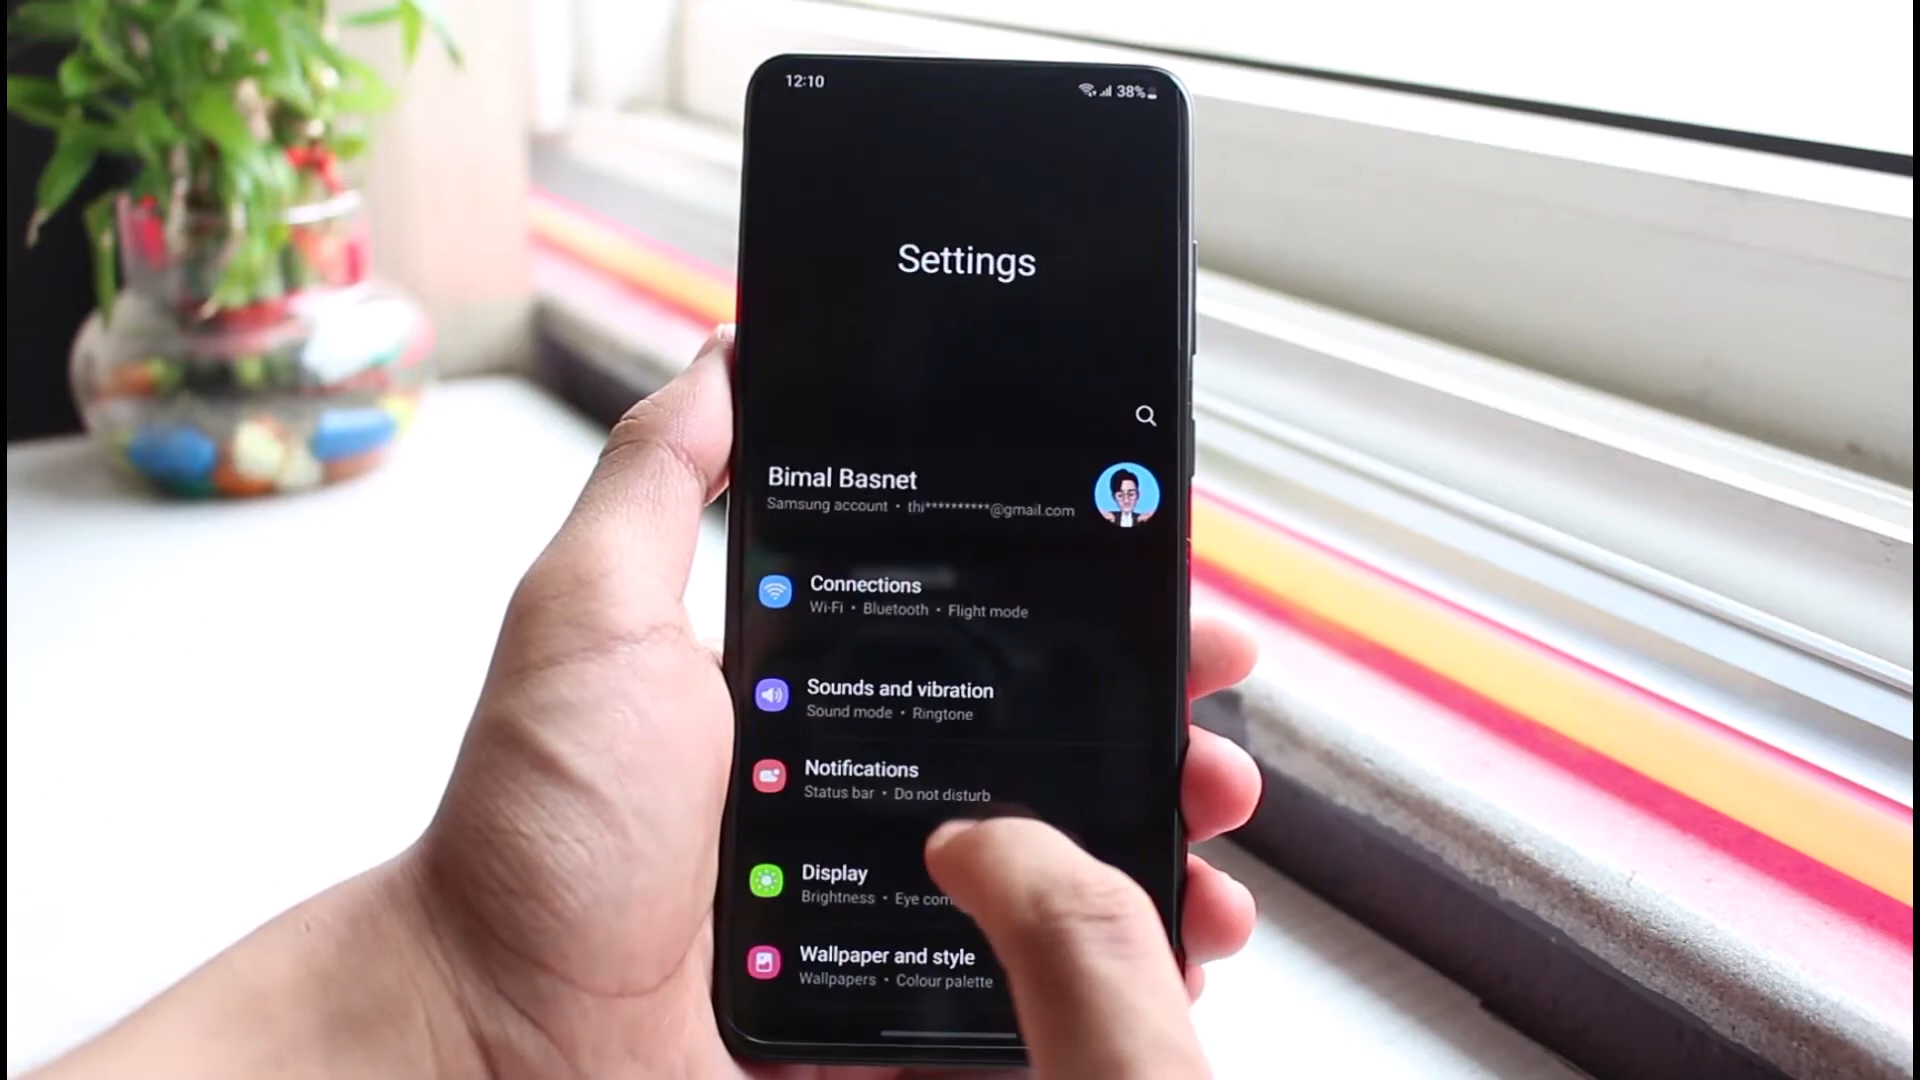 12:10
38%
Settings
Bimal Basnet
Samsung account • thi**********@gmail.com
Connections
Wi-Fi • Bluetooth • Flight mode
Sounds and vibration
Sound mode • Ringtone
Notifications
Status bar • Do not disturb
Display
Brightness • Eye com
Wallpaper and style
Wallpapers • Colour palette